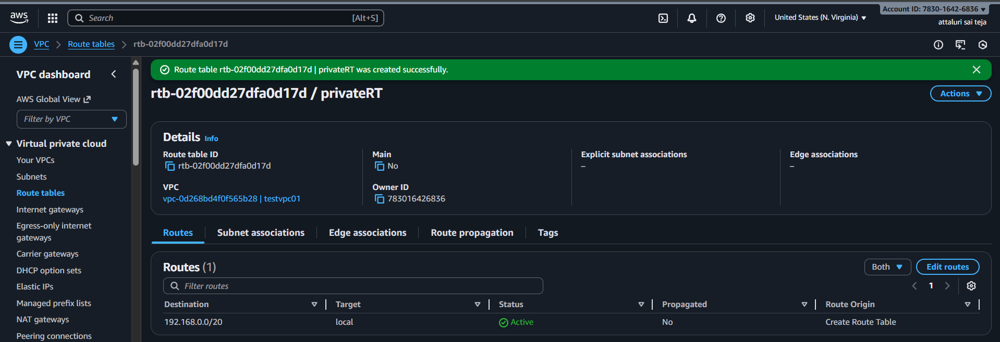 aws
Search [Alt+S]
United States (N. Virginia)
Account ID: 7830-1642-6836
attaluri sai teja
VPC
Route tables
rtb-02f00dd27dfa0d17d
VPC dashboard
AWS Global View
Filter by VPC
Virtual private cloud
Your VPCs
Subnets
Route tables
Internet gateways
Egress-only internet
gateways
Carrier gateways
DHCP option sets
Elastic IPs
Managed prefix lists
NAT gateways
Peering connections
Route table rtb-02f00dd27dfa0d17d | privateRT was created successfully.
rtb-02f00dd27dfa0d17d / privateRT
Actions
Details Info
Route table ID
rtb-02f00dd27dfa0d17d
Main
No
Explicit subnet associations
–
Edge associations
–
VPC
vpc-0d268bd4f0f565b28 | testvpc01
Owner ID
783016426836
Routes
Subnet associations
Edge associations
Route propagation
Tags
Routes (1)
Both
Edit routes
Filter routes
1
Destination Target Status Propagated Route Origin
192.168.0.0/20 local Active No Create Route Table